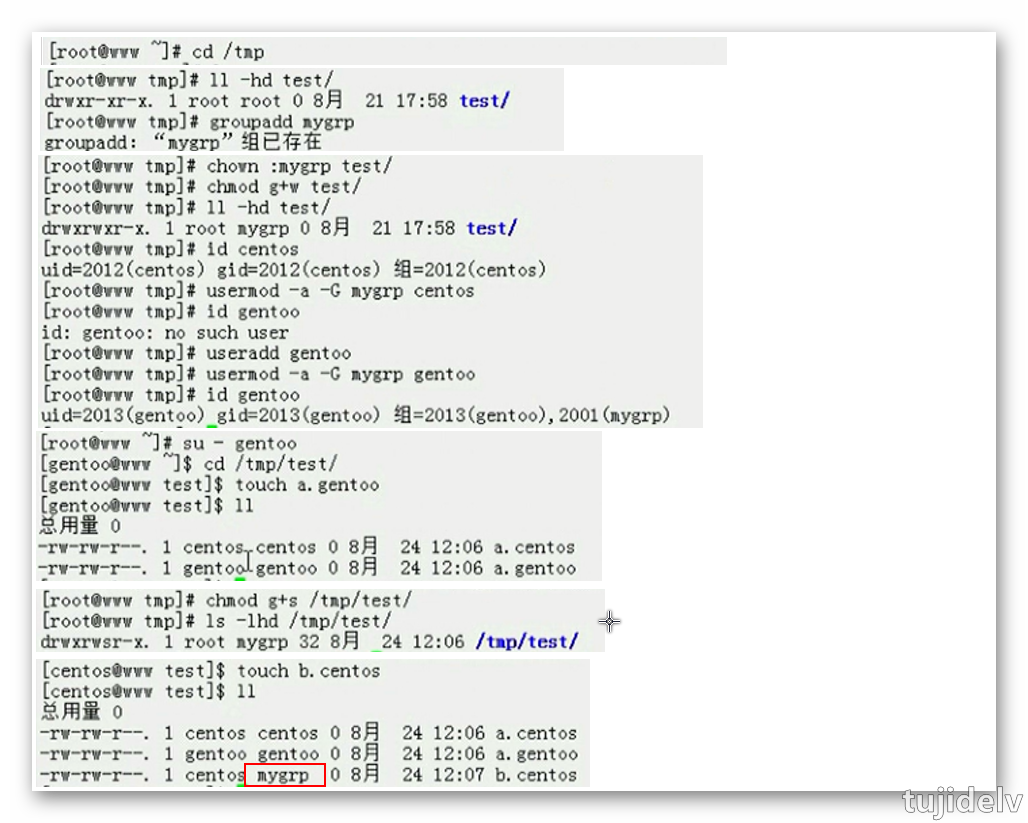 [root@www ~]# cd /tmp
[root@www tmp]# ll -hd test/
drwxr-xr-x. 1 root root 0 8月 21 17:58 test/
[root@www tmp]# groupadd mygrp
groupadd：“mygrp”组已存在
[root@www tmp]# chown :mygrp test/
[root@www tmp]# chmod g+w test/
[root@www tmp]# ll -hd test/
drwxrwxr-x. 1 root mygrp 0 8月 21 17:58 test/
[root@www tmp]# id centos
uid=2012(centos) gid=2012(centos) 组=2012(centos)
[root@www tmp]# usermod -a -G mygrp centos
[root@www tmp]# id gentoo
id: gentoo: no such user
[root@www tmp]# useradd gentoo
[root@www tmp]# usermod -a -G mygrp gentoo
[root@www tmp]# id gentoo
uid=2013(gentoo) gid=2013(gentoo) 组=2013(gentoo),2001(mygrp)
[root@www ~]# su - gentoo
[gentoo@www ~]$ cd /tmp/test/
[gentoo@www test]$ touch a.gentoo
[gentoo@www test]$ ll
总用量 0
-rw-rw-r--. 1 centos centos 0 8月 24 12:06 a.centos
-rw-rw-r--. 1 gentoo gentoo 0 8月 24 12:06 a.gentoo
[root@www tmp]# chmod g+s /tmp/test/
[root@www tmp]# ls -lhd /tmp/test/
drwxrwsr-x. 1 root mygrp 32 8月 24 12:06 /tmp/test/
[centos@www test]$ touch b.centos
[centos@www test]$ ll
总用量 0
-rw-rw-r--. 1 centos centos 0 8月 24 12:06 a.centos
-rw-rw-r--. 1 gentoo gentoo 0 8月 24 12:06 a.gentoo
-rw-rw-r--. 1 centos mygrp 0 8月 24 12:07 b.centos
tujidelv